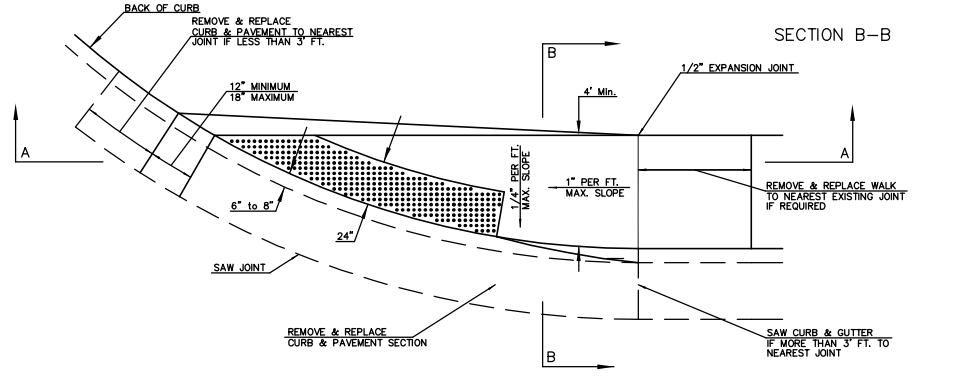 BACK OF CURB
REMOVE & REPLACE
CURB & PAVEMENT TO NEAREST
JOINT IF LESS THAN 3' FT.
12" MINIMUM
18" MAXIMUM
B
SECTION B-B
1/2" EXPANSION JOINT
4' Min.
A
A
1/4" PER FT.
MAX. SLOPE
1" PER FT.
MAX. SLOPE
REMOVE & REPLACE WALK
TO NEAREST EXISTING JOINT
IF REQUIRED
6" to 8"
24"
SAW JOINT
REMOVE & REPLACE
CURB & PAVEMENT SECTION
SAW CURB & GUTTER
IF MORE THAN 3' FT. TO
NEAREST JOINT
B